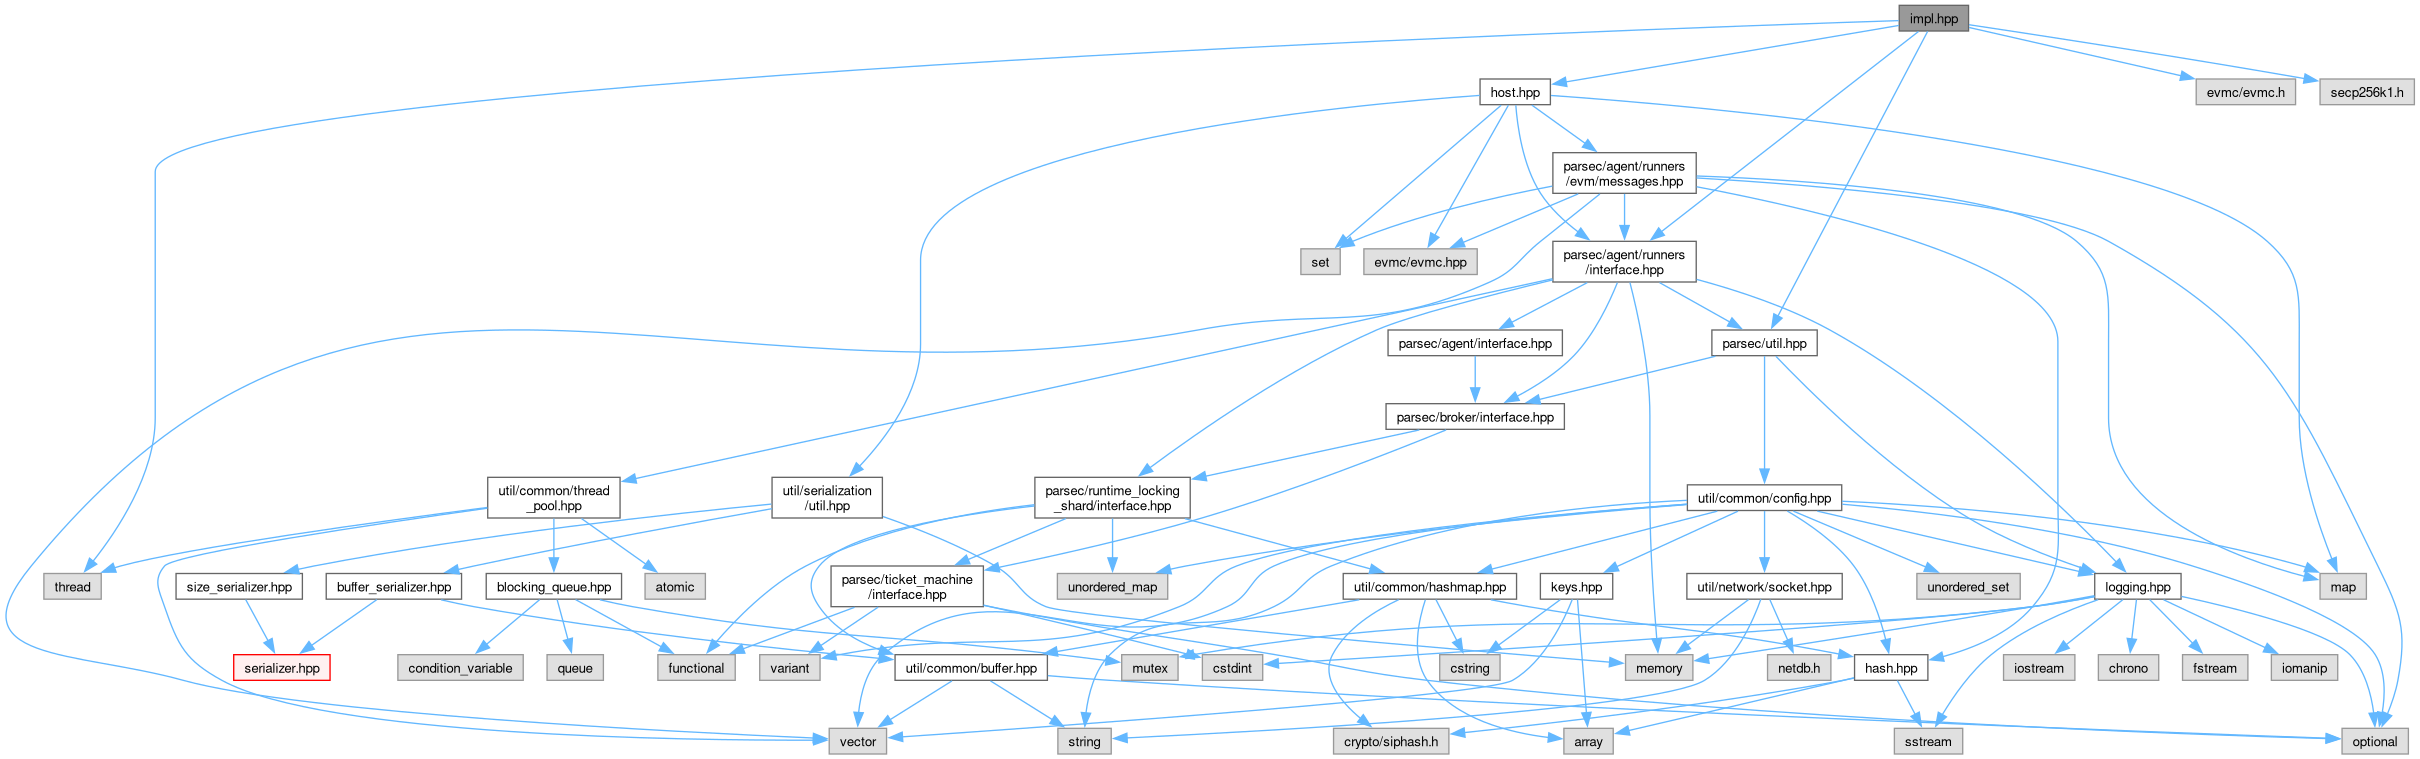 impl.hpp
host.hpp
evmc/evmc.h
secp256k1.h
parsec/agent/runners
/evm/messages.hpp
set
evmc/evmc.hpp
parsec/agent/runners
/interface.hpp
parsec/agent/interface.hpp
parsec/util.hpp
parsec/broker/interface.hpp
util/common/thread
_pool.hpp
util/serialization
/util.hpp
parsec/runtime_locking
_shard/interface.hpp
util/common/config.hpp
thread
size_serializer.hpp
buffer_serializer.hpp
blocking_queue.hpp
atomic
parsec/ticket_machine
/interface.hpp
unordered_map
util/common/hashmap.hpp
keys.hpp
util/network/socket.hpp
unordered_set
logging.hpp
map
serializer.hpp
condition_variable
queue
functional
variant
util/common/buffer.hpp
mutex
cstdint
cstring
memory
netdb.h
hash.hpp
iostream
chrono
fstream
iomanip
vector
string
crypto/siphash.h
array
sstream
optional